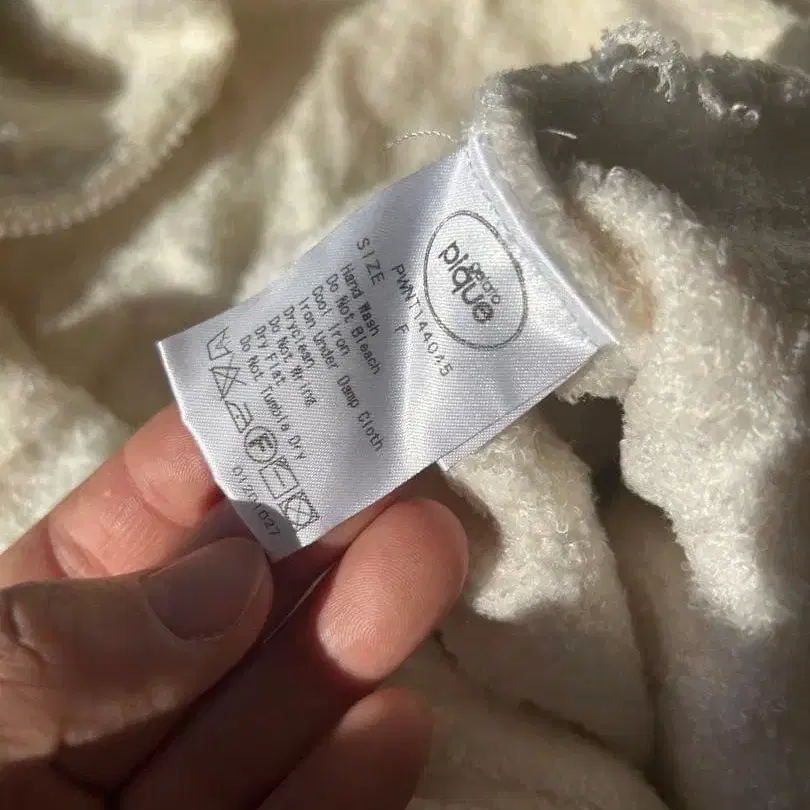 gelato
pique
PWNT144045
SIZE F
Hand Wash
Do Not Bleach
Cool Iron
Iron Under Damp Cloth
Dryclean
Do Not Wring
Dry Flat
Do Not Tumble Dry
F